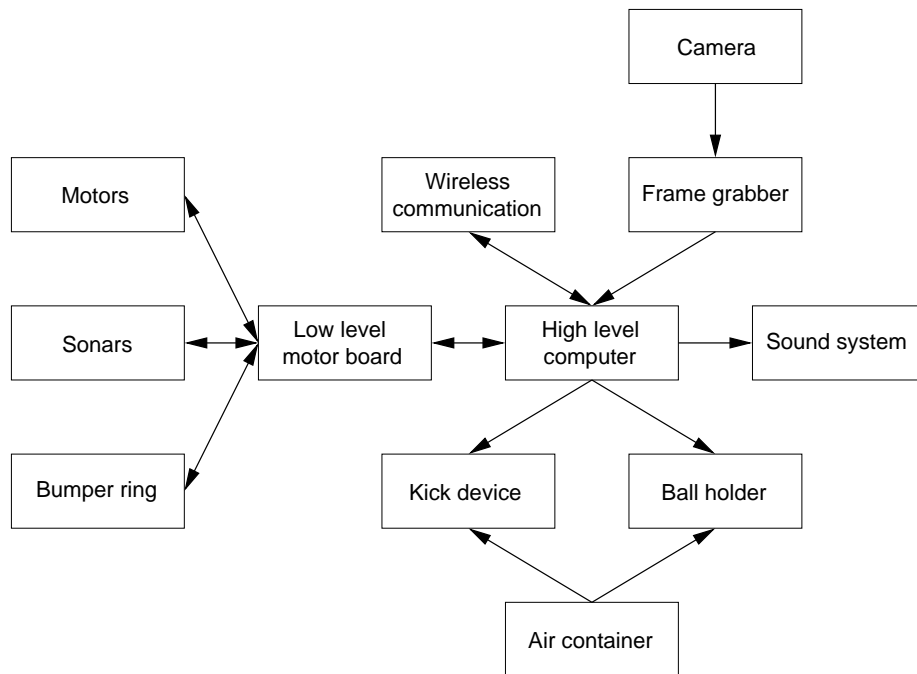 Camera
Motors
Wireless
communication
Frame grabber
Sonars
Low level
motor board
High level
computer
Sound system
Bumper ring
Kick device
Ball holder
Air container